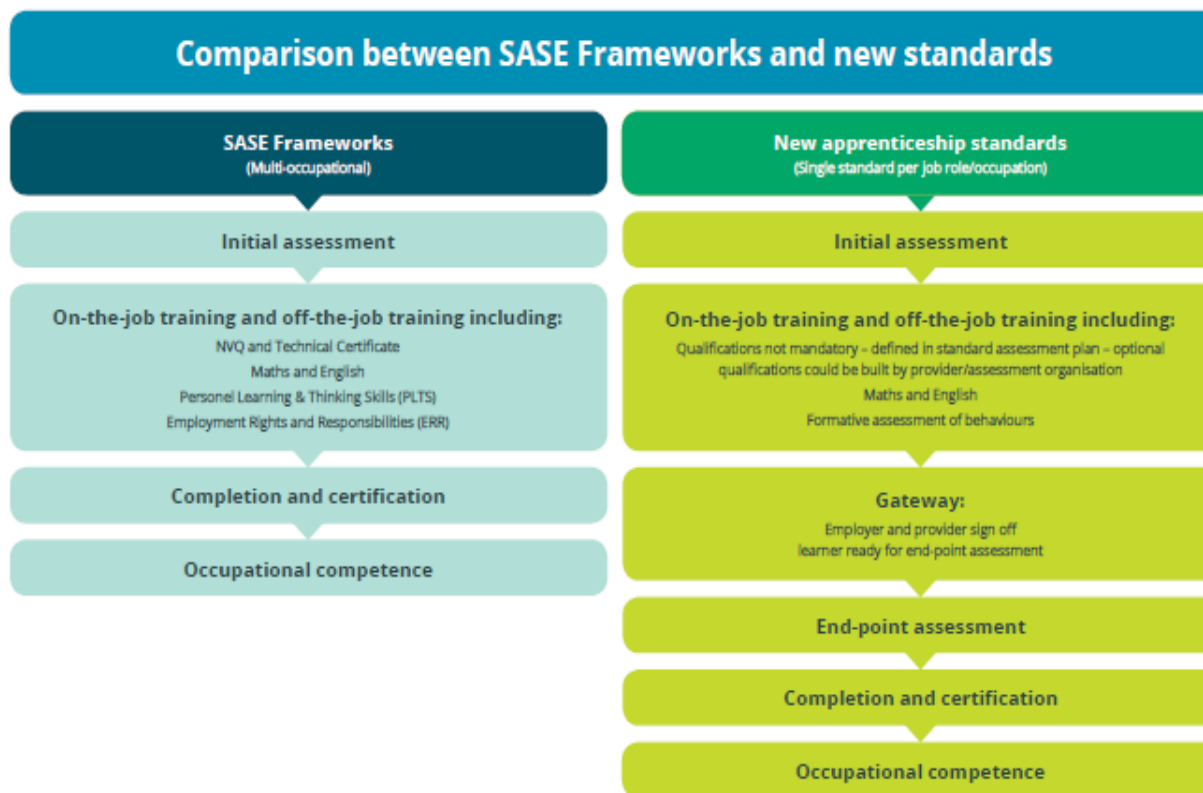 Comparison between SASE Frameworks and new standards
SASE Frameworks
(Multi-occupational)
Initial assessment
On-the-job training and off-the-job training including:
NVQ and Technical Certificate
Maths and English
Personel Learning & Thinking Skills (PLTS)
Employment Rights and Responsibilities (ERR)
Completion and certification
Occupational competence
New apprenticeship standards
(Single standard per job role/occupation)
Initial assessment
On-the-job training and off-the-job training including:
Qualifications not mandatory – defined in standard assessment plan – optional
qualifications could be built by provider/assessment organisation
Maths and English
Formative assessment of behaviours
Gateway:
Employer and provider sign off
learner ready for end-point assessment
End-point assessment
Completion and certification
Occupational competence